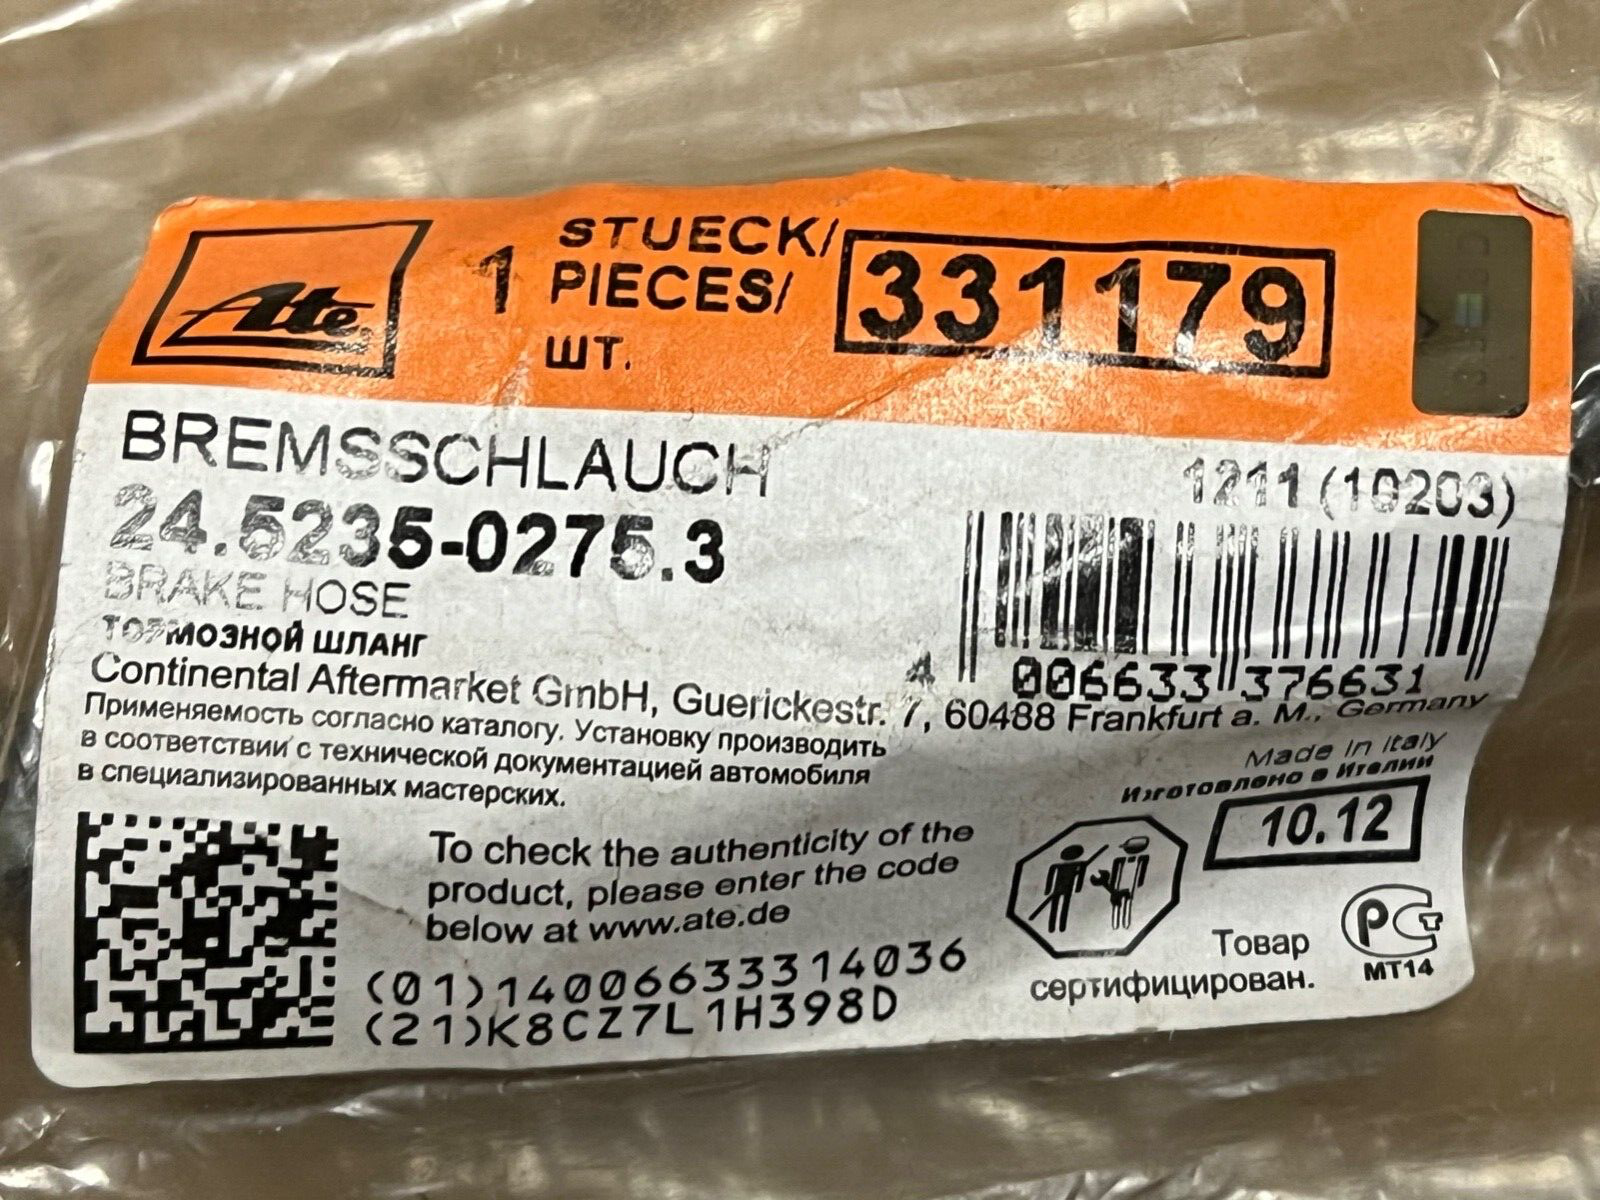 Ate
1 STUECK/
PIECES/
ШТ.
331179
BREMSSCHLAUCH
24.5235-0275.3
BRAKE HOSE
ТОРМОЗНОЙ ШЛАНГ
1211 (10203)
4 006633 376631
Continental Aftermarket GmbH, Guerickestr. 7, 60488 Frankfurt a. M., Germany
Применяемость согласно каталогу. Установку производить
в соответствии с технической документацией автомобиля
в специализированных мастерских.
Made in Italy
Изготовлено в Италии
10.12
To check the authenticity of the
product, please enter the code
below at www.ate.de
(01)14006633314036
(21)K8CZ7L1H398D
Товар
сертифицирован.
РСТ
МТ14